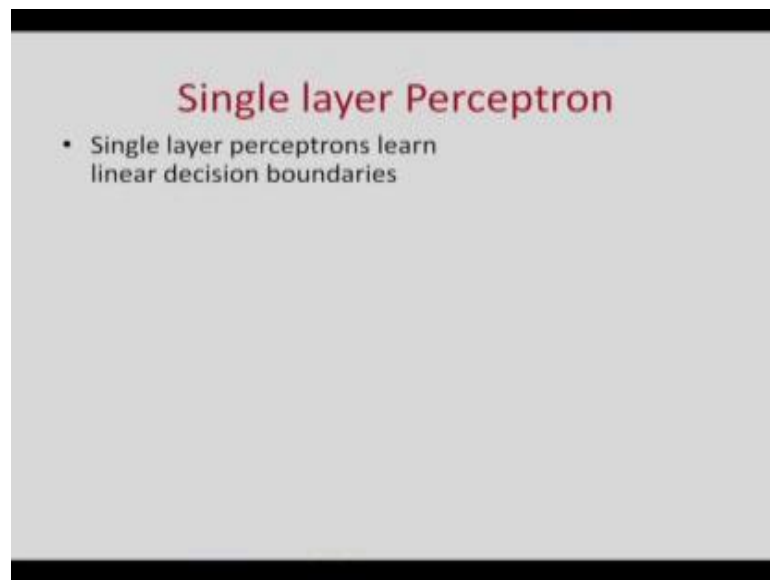 Single layer Perceptron
• Single layer perceptrons learn
linear decision boundaries